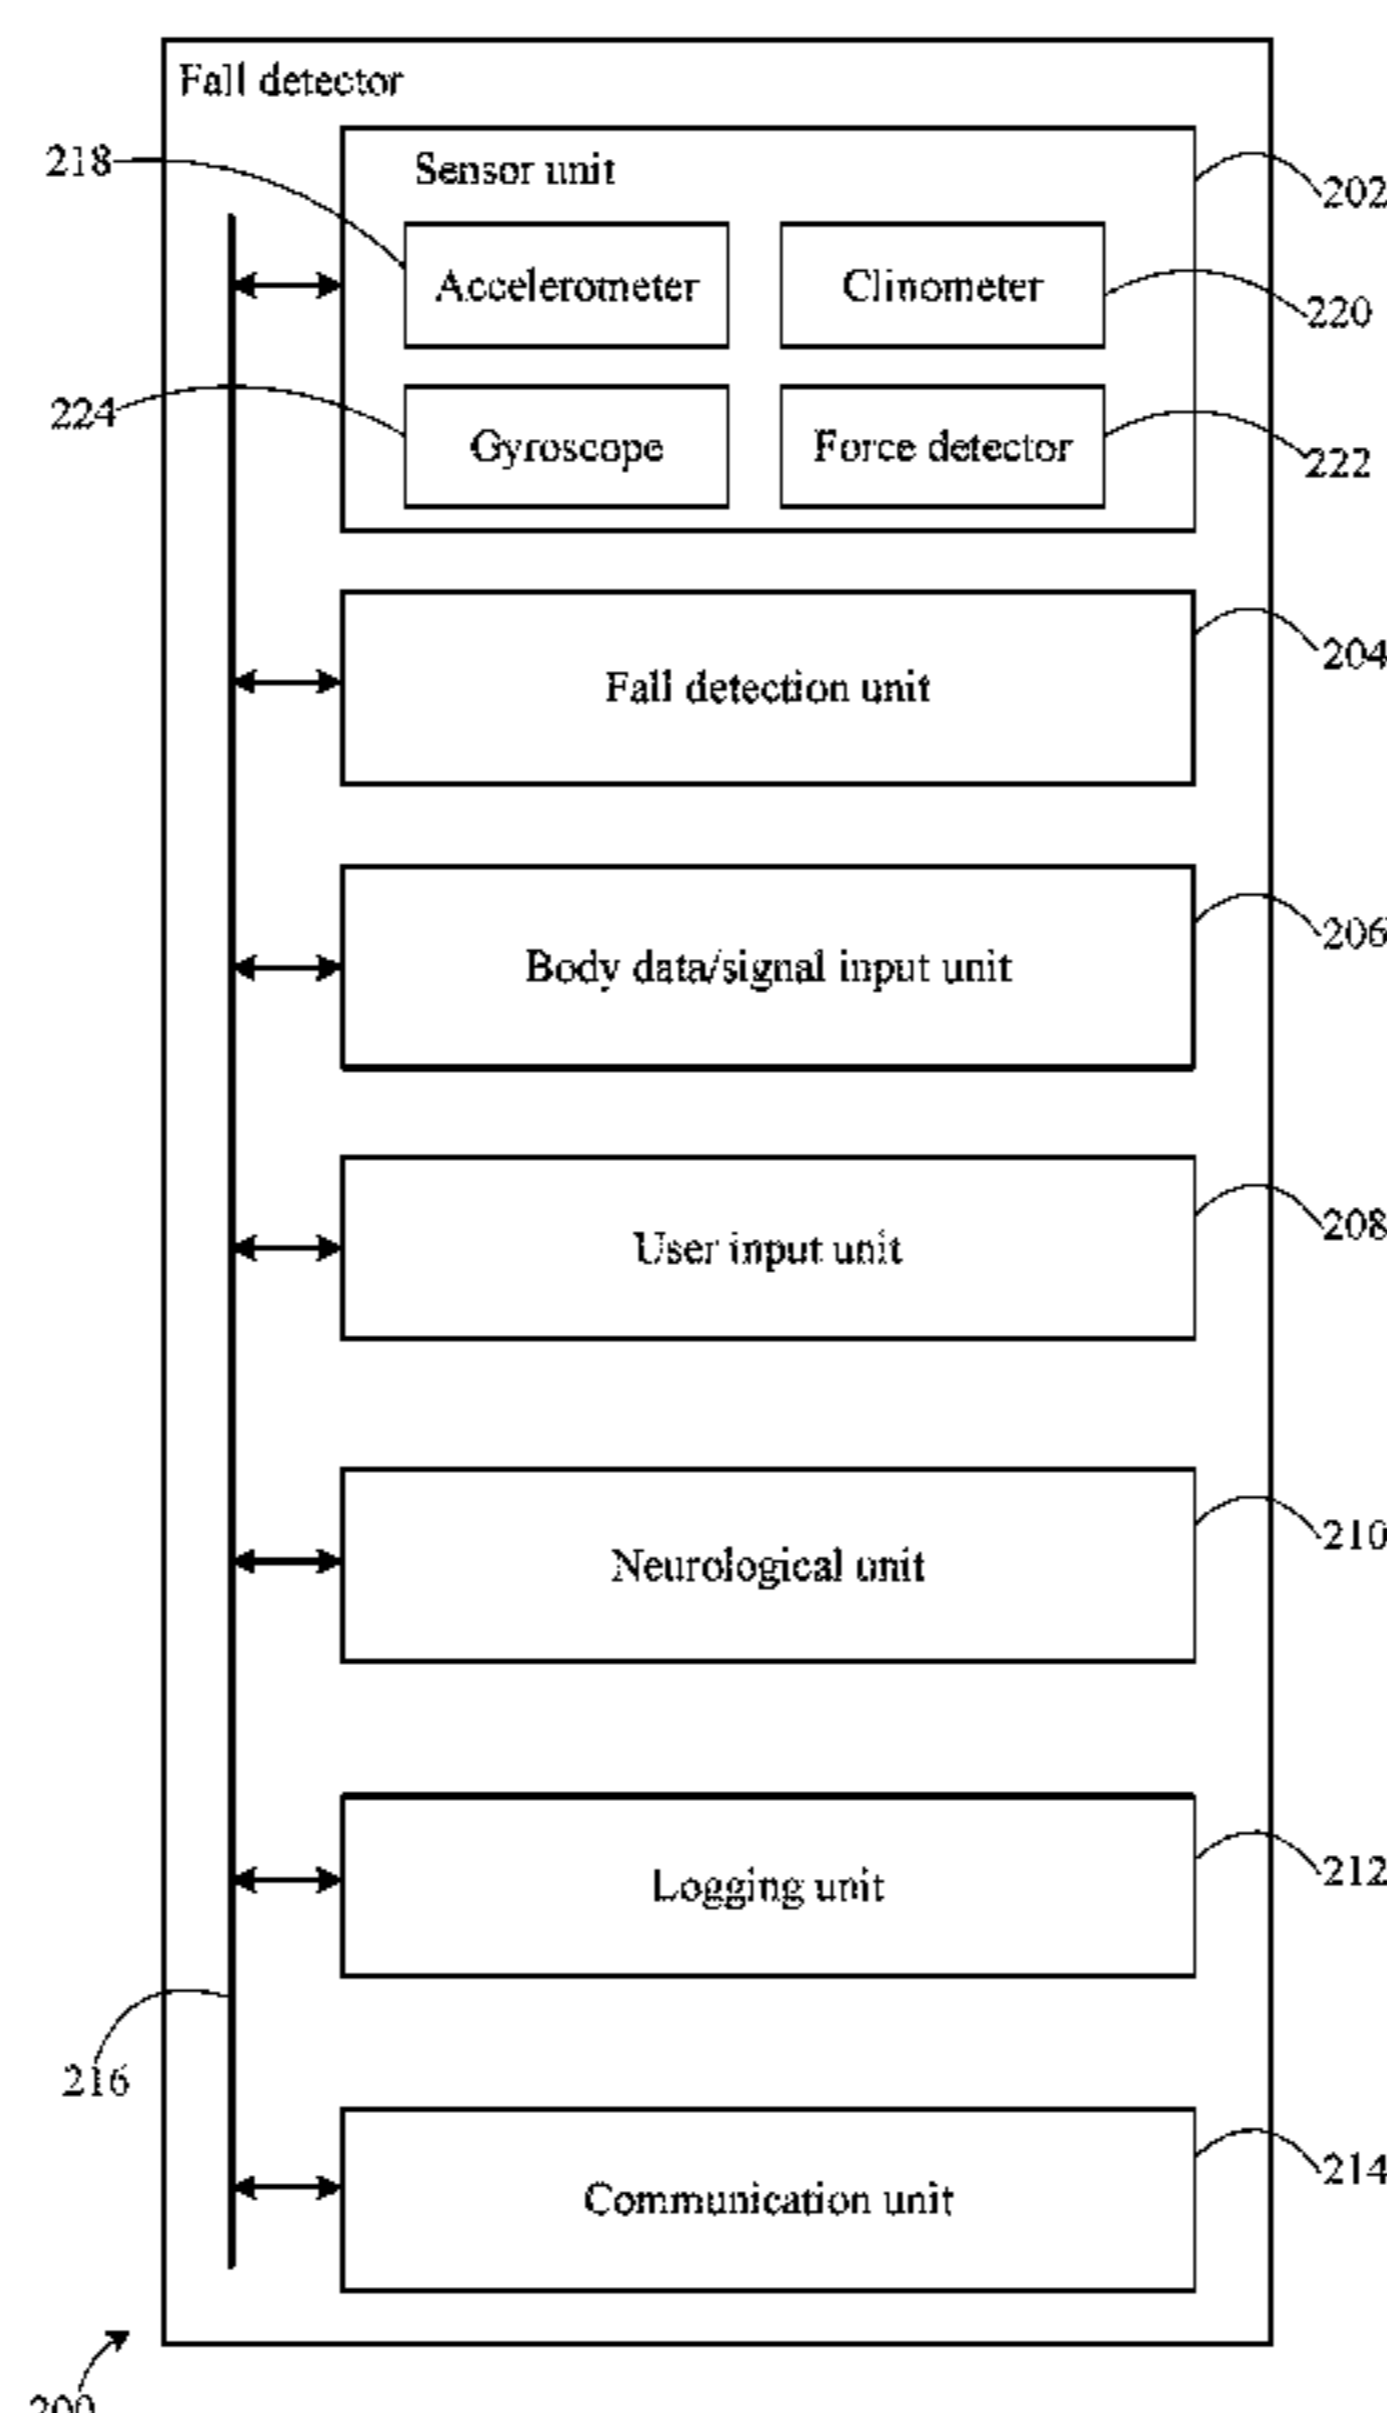 Fall detector
218
Sensor unit
202
Accelerometer
Clinometer
220
224
Gyroscope
Force detector
222
Fall detection unit
204
Body data/signal input unit
206
User input unit
208
Neurological unit
210
Logging unit
212
216
Communication unit
214
200